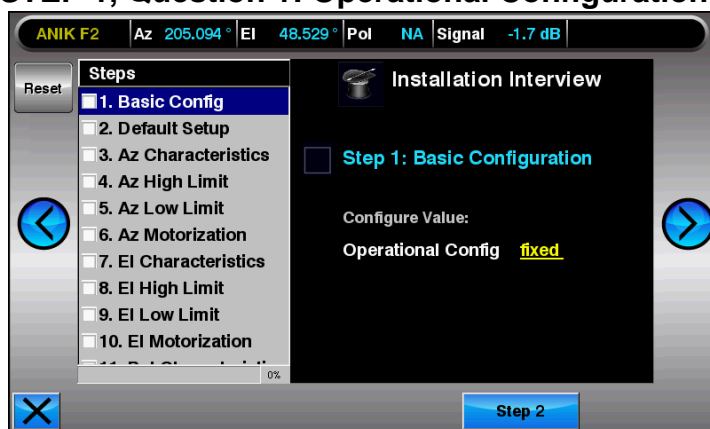 ANIK F2 Az 205.094 ° El 48.529 ° Pol NA Signal -1.7 dB
Reset
Steps
1. Basic Config
2. Default Setup
3. Az Characteristics
4. Az High Limit
5. Az Low Limit
6. Az Motorization
7. El Characteristics
8. El High Limit
9. El Low Limit
10. El Motorization
0%
Installation Interview
Step 1: Basic Configuration
Configure Value:
Operational Config fixed
Step 2